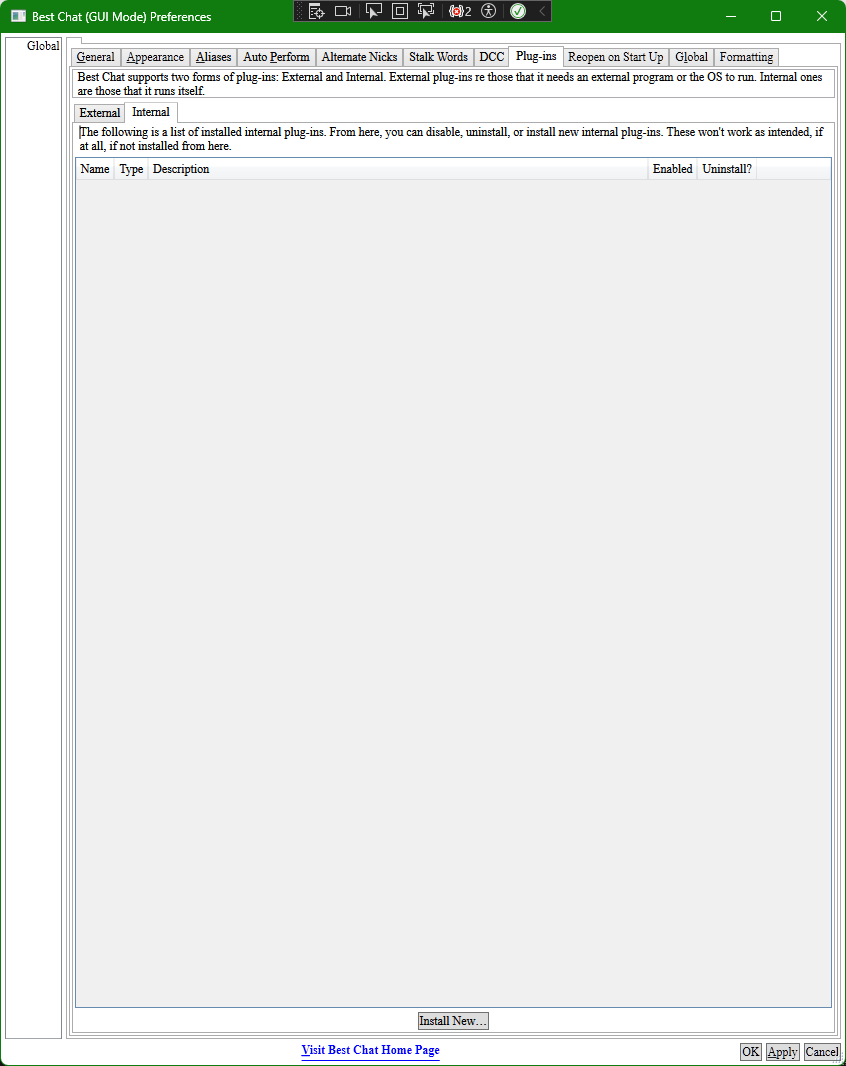 Best Chat (GUI Mode) Preferences
2
Global
General Appearance Aliases Auto Perform Alternate Nicks Stalk Words DCC Plug-ins Reopen on Start Up Global Formatting
Best Chat supports two forms of plug-ins: External and Internal. External plug-ins re those that it needs an external program or the OS to run. Internal ones
are those that it runs itself.
External Internal
The following is a list of installed internal plug-ins. From here, you can disable, uninstall, or install new internal plug-ins. These won't work as intended, if
at all, if not installed from here.
Name Type Description Enabled Uninstall?
Install New...
Visit Best Chat Home Page
OK Apply Cancel